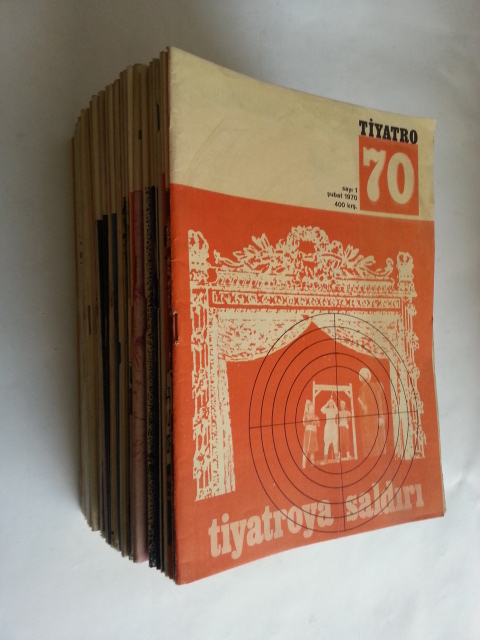 TİYATRO
70
sayı 1
şubat 1970
400 krş.
tiyatroya saldırı